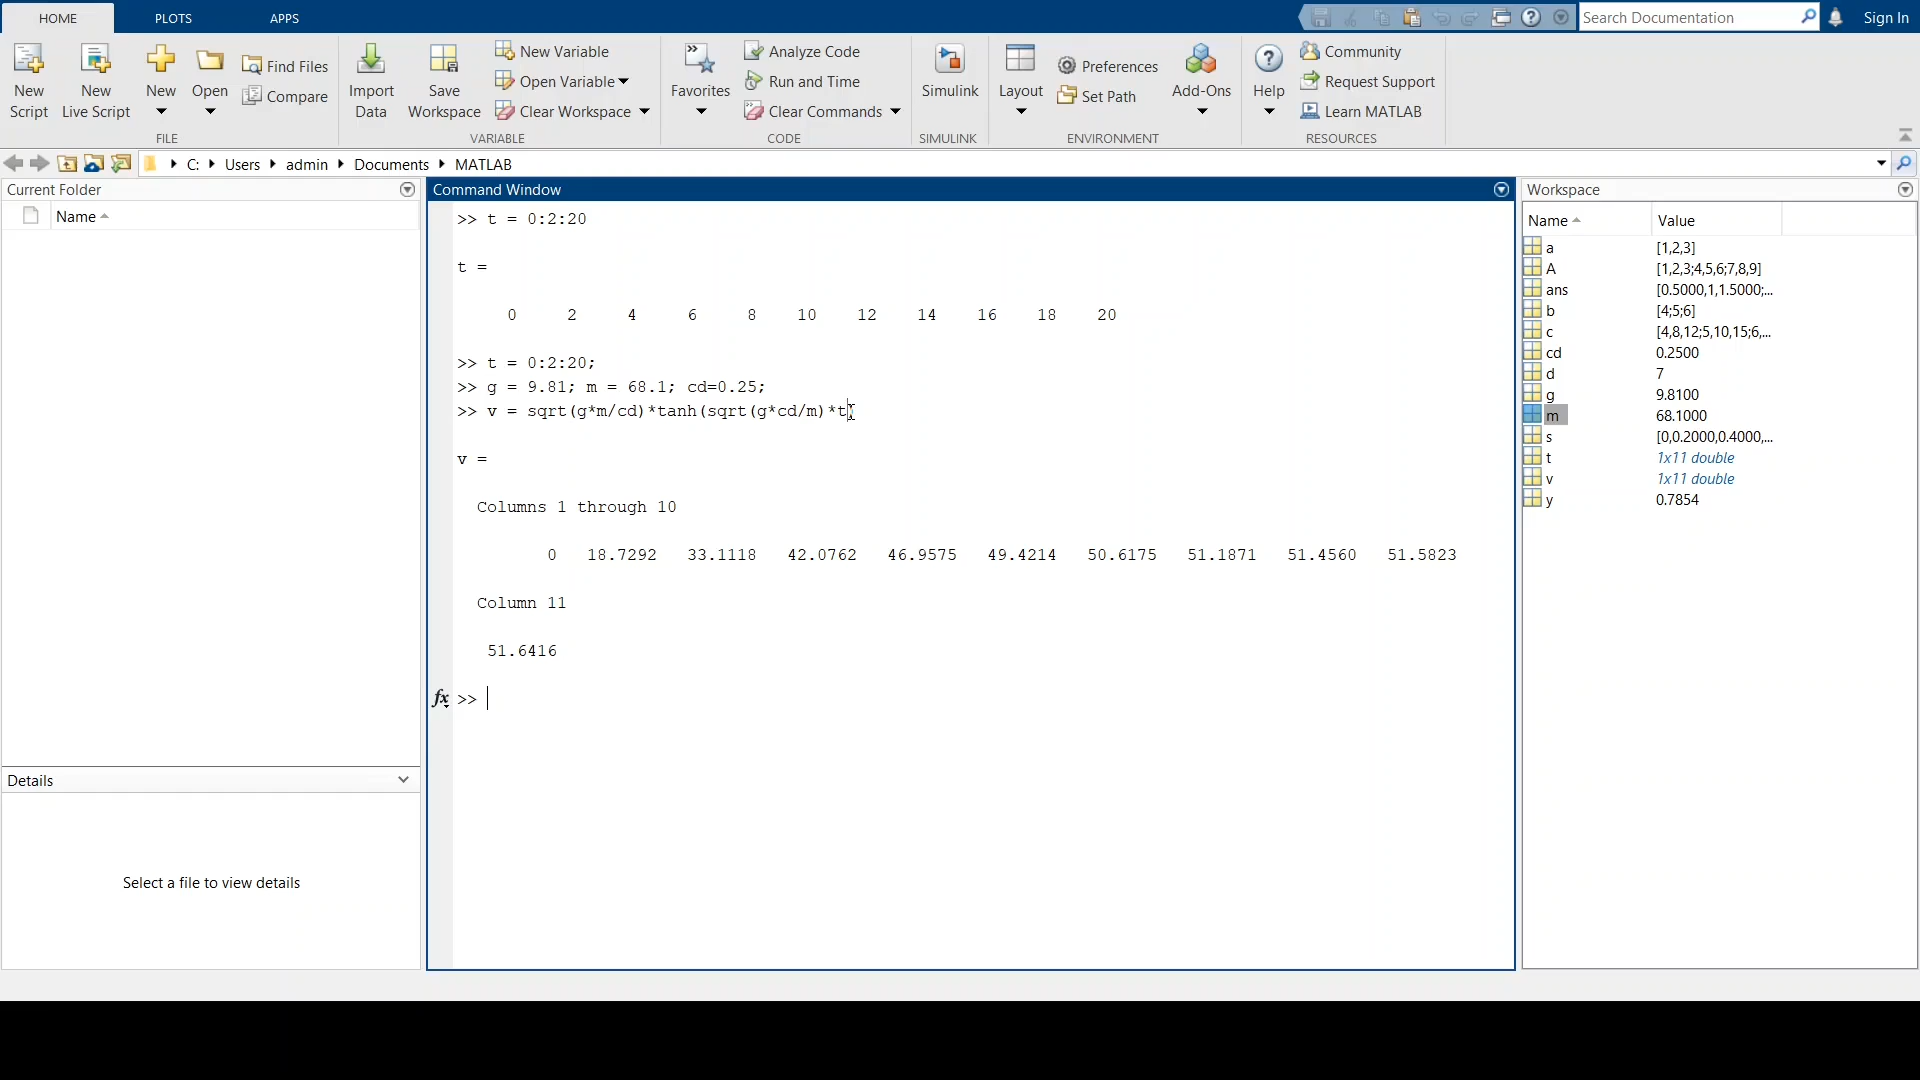 HOME PLOTS APPS
Search Documentation
Sign In
New Script
New Live Script
New
Open
Find Files
Compare
FILE
Import Data
Save Workspace
New Variable
Open Variable
Clear Workspace
VARIABLE
Favorites
Analyze Code
Run and Time
Clear Commands
CODE
Simulink
SIMULINK
Layout
Preferences
Set Path
Add-Ons
ENVIRONMENT
Help
Community
Request Support
Learn MATLAB
RESOURCES
C: Users admin Documents MATLAB
Current Folder
Name
Details
Select a file to view details
Command Window
>> t = 0:2:20
t =
0 2 4 6 8 10 12 14 16 18 20
>> t = 0:2:20;
>> g = 9.81; m = 68.1; cd=0.25;
>> v = sqrt(g*m/cd)*tanh(sqrt(g*cd/m)*t
v =
Columns 1 through 10
0 18.7292 33.1118 42.0762 46.9575 49.4214 50.6175 51.1871 51.4560 51.5823
Column 11
51.6416
fx >>
Workspace
Name Value
a [1,2,3]
A [1,2,3;4,5,6;7,8,9]
ans [0.5000,1,1.5000;...
b [4;5;6]
c [4,8,12;5,10,15;6,...
cd 0.2500
d 7
g 9.8100
m 68.1000
s [0,0.2000,0.4000,...
t 1x11 double
v 1x11 double
y 0.7854